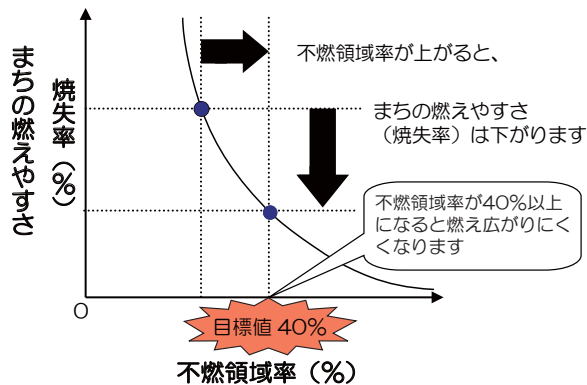 不燃領域率が上がると、
まちの燃えやすさ
（焼失率）は下がります
不燃領域率が40%以上
になると燃え広がりにく
くなります
まちの燃えやすさ
焼失率（%）
0
目標値 40%
不燃領域率（%）